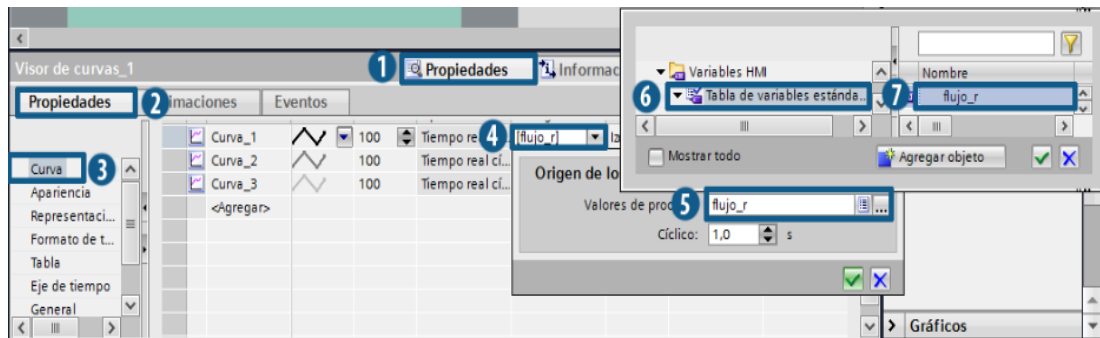 Visor de curvas_1
1 Propiedades Informac
Propiedades 2 imaciones Eventos
Curva 3
Apariencia
Representaci...
Formato de t...
Tabla
Eje de tiempo
General
Curva_1 100 Tiempo re 4 [flujo_r]
Curva_2 100 Tiempo real cí...
Curva_3 100 Tiempo real cí...
<Agregar>
Origen de lo
Valores de proc 5 flujo_r ...
Cíclico: 1,0 s
Variables HMI
6 Tabla de variables estánda..
Nombre
7 flujo_r
Mostrar todo
Agregar objeto
Gráficos